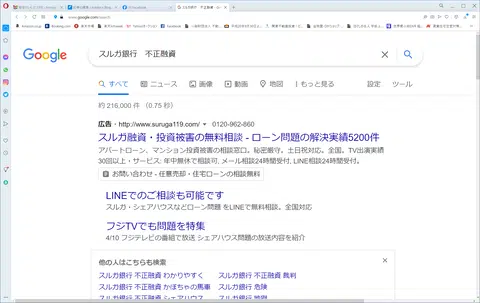 www.google.com/search
Google
スルガ銀行　不正融資
すべて ニュース 画像 動画 地図 もっと見る 設定 ツール
約 216,000 件 （0.75 秒）
広告・http://www.suruga119.com/ 0120-962-860
スルガ融資・投資被害の無料相談 - ローン問題の解決実績5200件
アパートローン、マンション投資被害の相談窓口。秘密厳守。土日祝対応。全国。TV出演実績
30回以上・サービス: 年中無休で相談可, メール相談24時間受付, LINE相談24時間受付。
お問い合わせ・任意売却・住宅ローンの相談無料
LINEでのご相談も可能です
スルガ・シェアハウスなどローン問題 をLINEで無料相談。全国対応
フジTVでも問題を特集
4/10 フジテレビの番組で放送 シェアハウス問題の放送内容を紹介
他の人はこちらも検索
スルガ銀行 不正融資 わかりやすく スルガ銀行 不正融資 裁判
スルガ銀行 不正融資 かぼちゃの馬車 スルガ銀行 危険
スルガ銀行 不正融資 シェアハウス